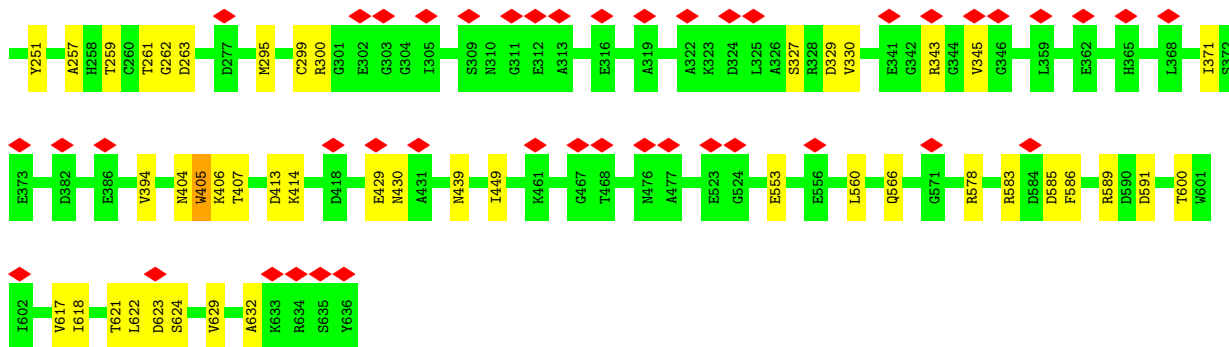 Y251 A257 H258 T259 C260 T261 G262 D263 D277 M295 C299 R300 G301 E302 G303 G304 I305 S309 N310 G311 E312 A313 E316 A319 A322 K323 D324 L325 A326 S327 R328 D329 V330 E341 G342 R343 G344 V345 G346 L359 E362 H365 L368 I371 S372
E373 D382 E386 V394 N404 W405 K406 T407 D413 K414 D418 E429 N430 A431 N439 I449 K461 G467 T468 N476 A477 E523 G524 E553 E556 L560 Q566 G571 R578 R583 D584 D585 F586 R589 D590 D591 T600 W601
I602 V617 I618 T621 L622 D623 S624 V629 A632 K633 R634 S635 Y636